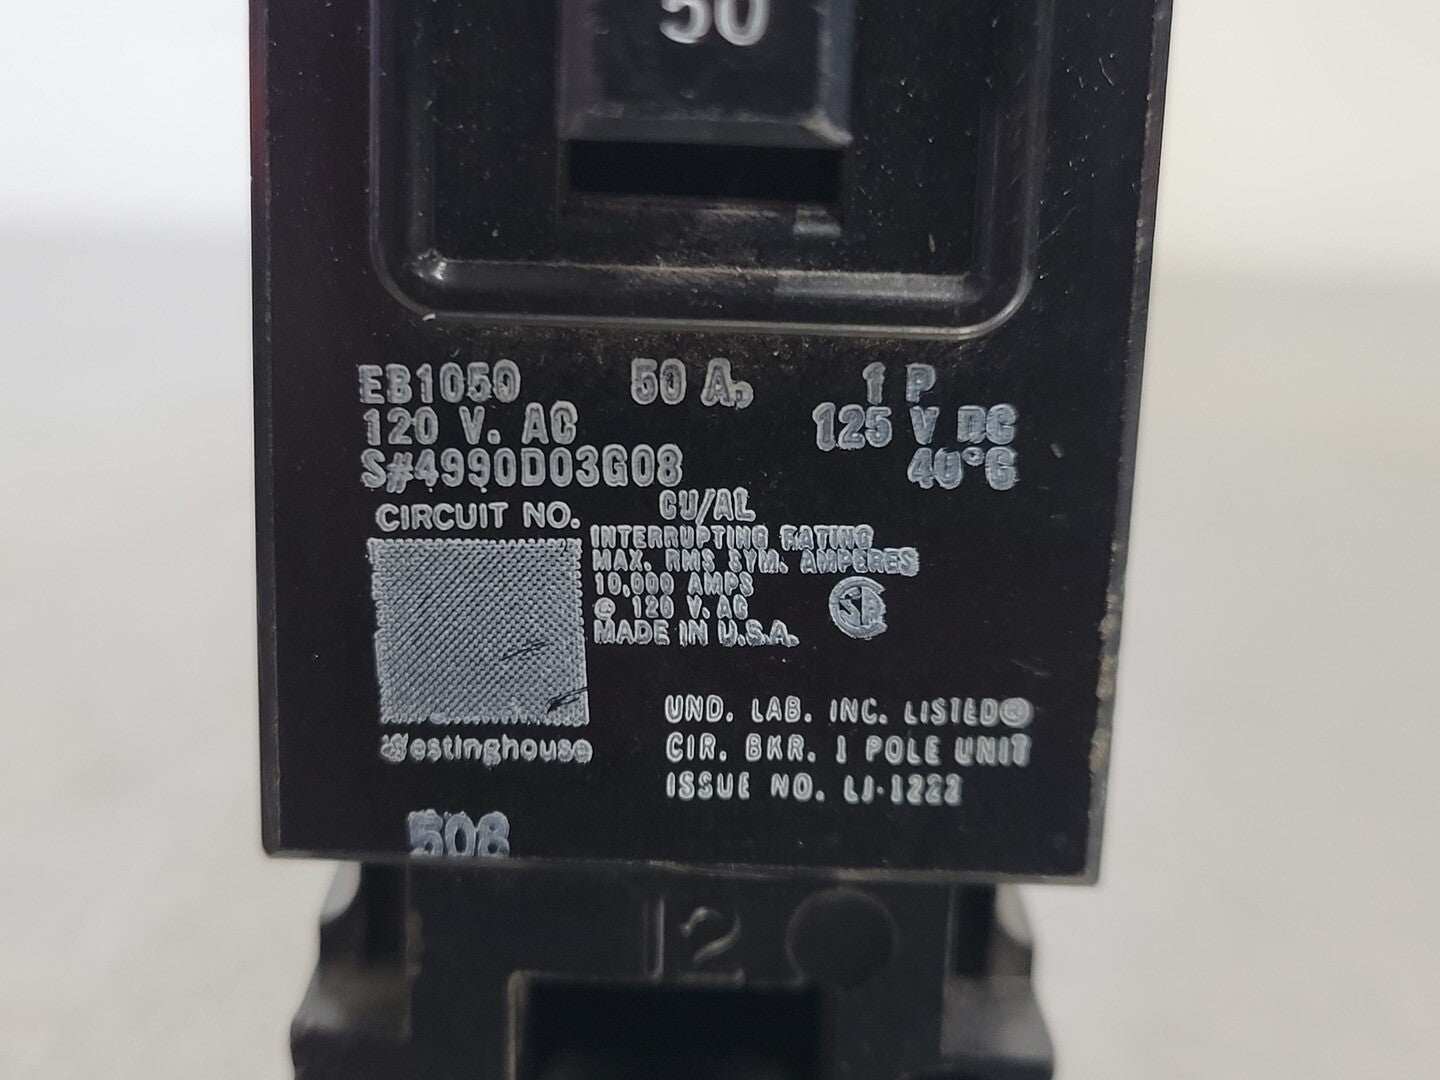 50
EB1050 50 A. 1 P
120 V. AC 125 V DC
S#4990D03G08 40°C
CIRCUIT NO. CU/AL
INTERRUPTING RATING
MAX. RMS SYM. AMPERES
10,000 AMPS
@ 120 V. AC
MADE IN U.S.A.
Westinghouse
UND. LAB. INC. LISTED®
CIR. BKR. 1 POLE UNIT
ISSUE NO. LJ-1222
508
12